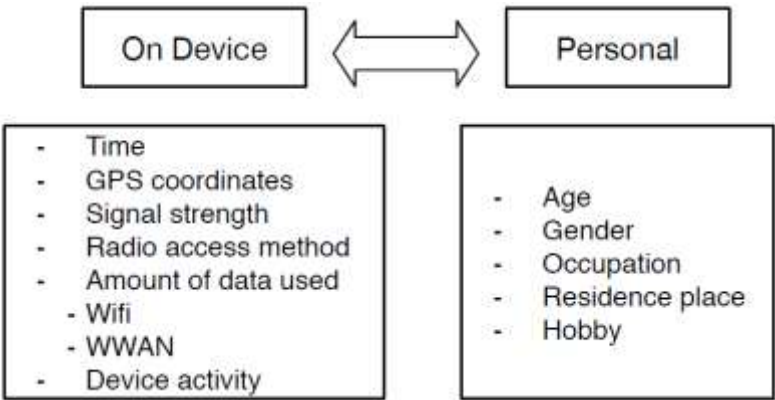 On Device
Personal
- Time
- GPS coordinates
- Signal strength
- Radio access method
- Amount of data used
- Wifi
- WWAN
- Device activity
- Age
- Gender
- Occupation
- Residence place
- Hobby